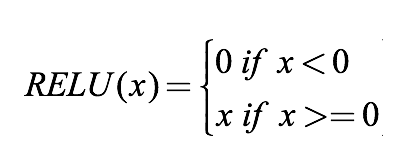 RELU(x)={0 if x<0
x if x>=0